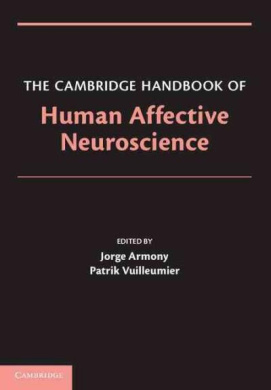 THE CAMBRIDGE HANDBOOK OF
Human Affective
Neuroscience
EDITED BY
Jorge Armony
Patrik Vuilleumier
CAMBRIDGE